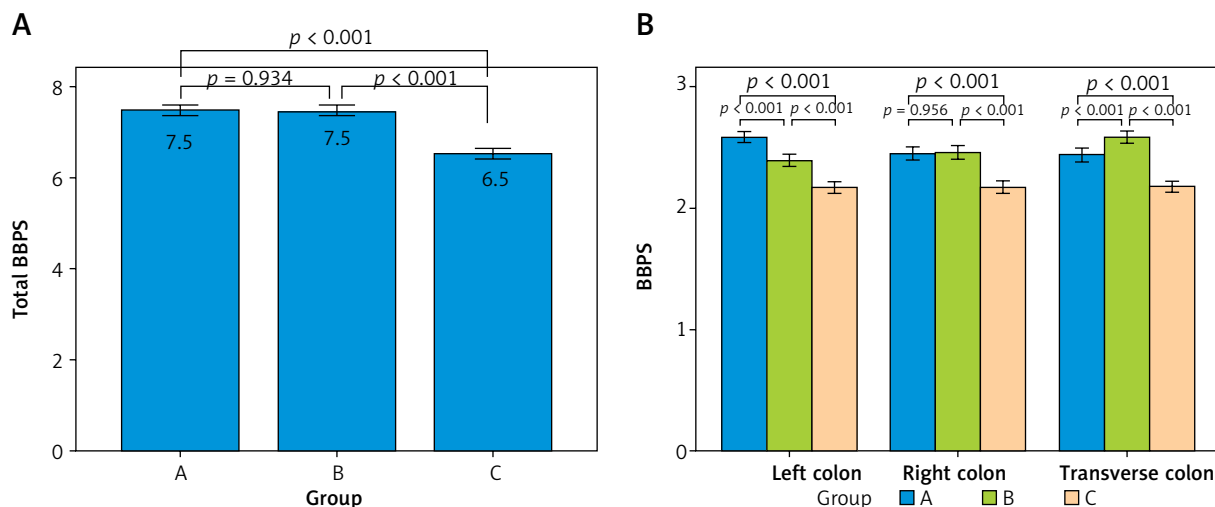 A
p < 0.001
p = 0.934 p < 0.001
8
6
4
2
0
Total BBPS
7.5 7.5 6.5
A B C
Group
B
3
2
1
0
BBPS
p < 0.001 p < 0.001 p < 0.001
p < 0.001 p < 0.001 p = 0.956 p < 0.001 p < 0.001 p < 0.001
Left colon Right colon Transverse colon
Group A B C